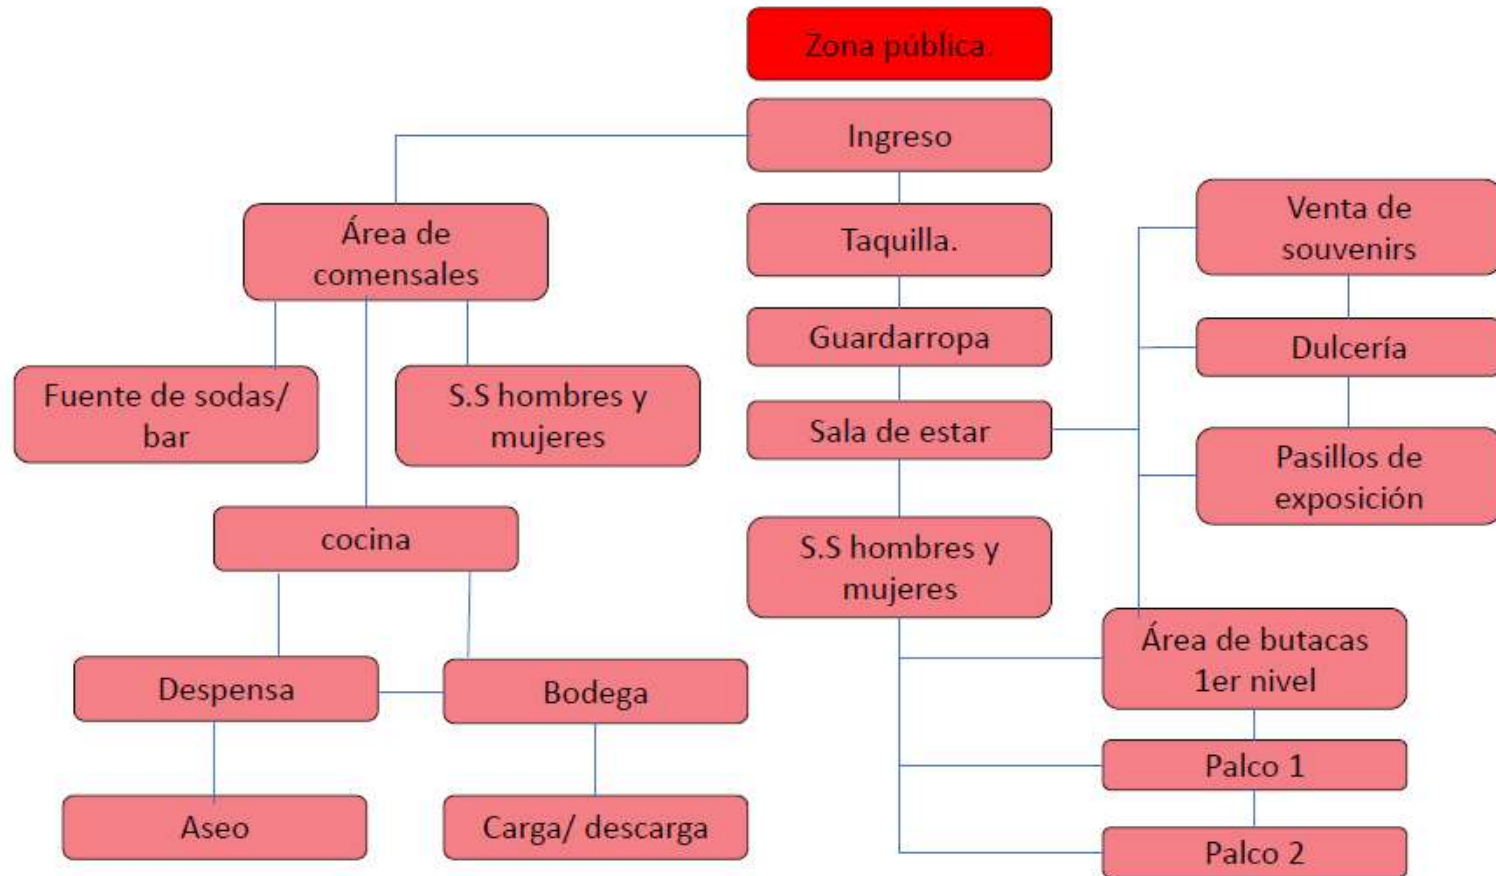 Zona pública.
Ingreso
Área de
comensales
Taquilla.
Venta de
souvenirs
Guardarropa
Dulcería
Fuente de sodas/
bar
S.S hombres y
mujeres
Sala de estar
Pasillos de
exposición
cocina
S.S hombres y
mujeres
Área de butacas
1er nivel
Despensa
Bodega
Palco 1
Aseo
Carga/ descarga
Palco 2